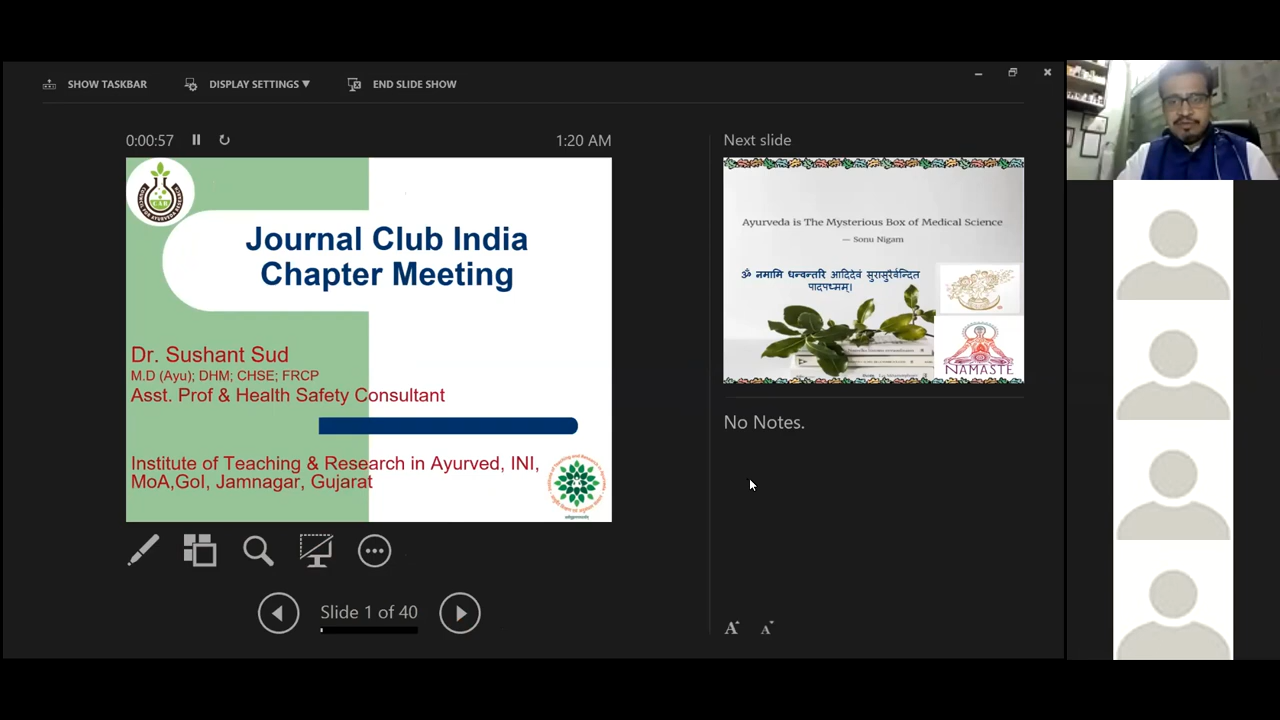 SHOW TASKBAR
DISPLAY SETTINGS ▼
END SLIDE SHOW
0:00:57
1:20 AM
CAR
Journal Club India
Chapter Meeting
Dr. Sushant Sud
M.D (Ayu); DHM; CHSE; FRCP
Asst. Prof & Health Safety Consultant
Institute of Teaching & Research in Ayurved, INI,
MoA,GoI, Jamnagar, Gujarat
Slide 1 of 40
Next slide
Ayurveda is The Mysterious Box of Medical Science
— Sonu Nigam
ॐ नमामि धन्वन्तरि आदिदेवं सुरासुरैर्वन्दित
पादपध्मम्।
NAMASTE
No Notes.
A
A